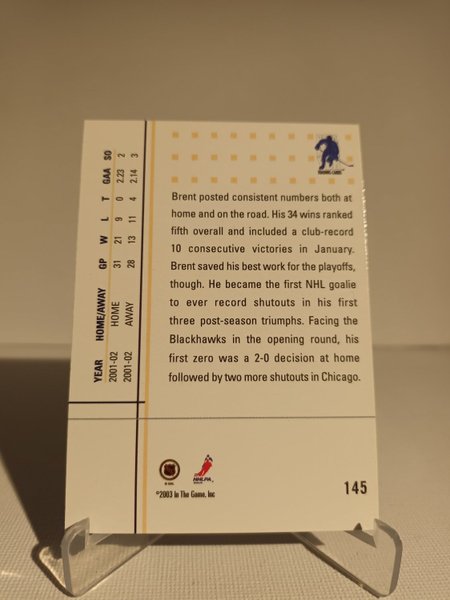 Brent posted consistent numbers both at
home and on the road. His 34 wins ranked
fifth overall and included a club-record
10 consecutive victories in January.
Brent saved his best work for the playoffs,
though. He became the first NHL goalie
to ever record shutouts in his first
three post-season triumphs. Facing the
Blackhawks in the opening round, his
first zero was a 2-0 decision at home
followed by two more shutouts in Chicago.
YEAR HOME/AWAY GP W L T GAA SO
2001-02 HOME 31 21 9 0 2.23 2
2001-02 AWAY 28 13 11 4 2.14 3
NHLPA
©2003 In The Game, Inc
145